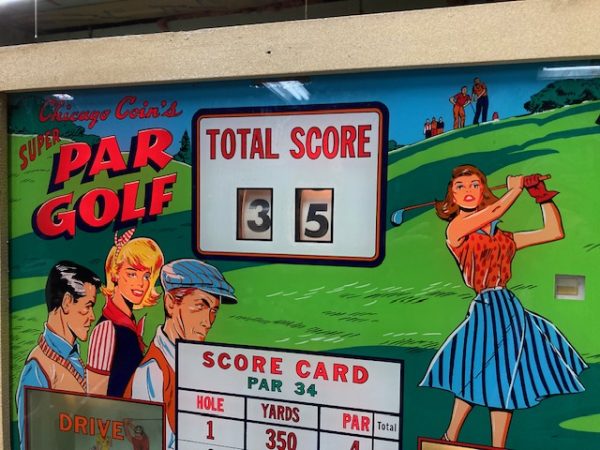 Chicago Coin's
SUPER
PAR
GOLF
TOTAL SCORE
3 5
SCORE CARD
PAR 34
HOLE YARDS PAR Total
1 350 4
DRIVE